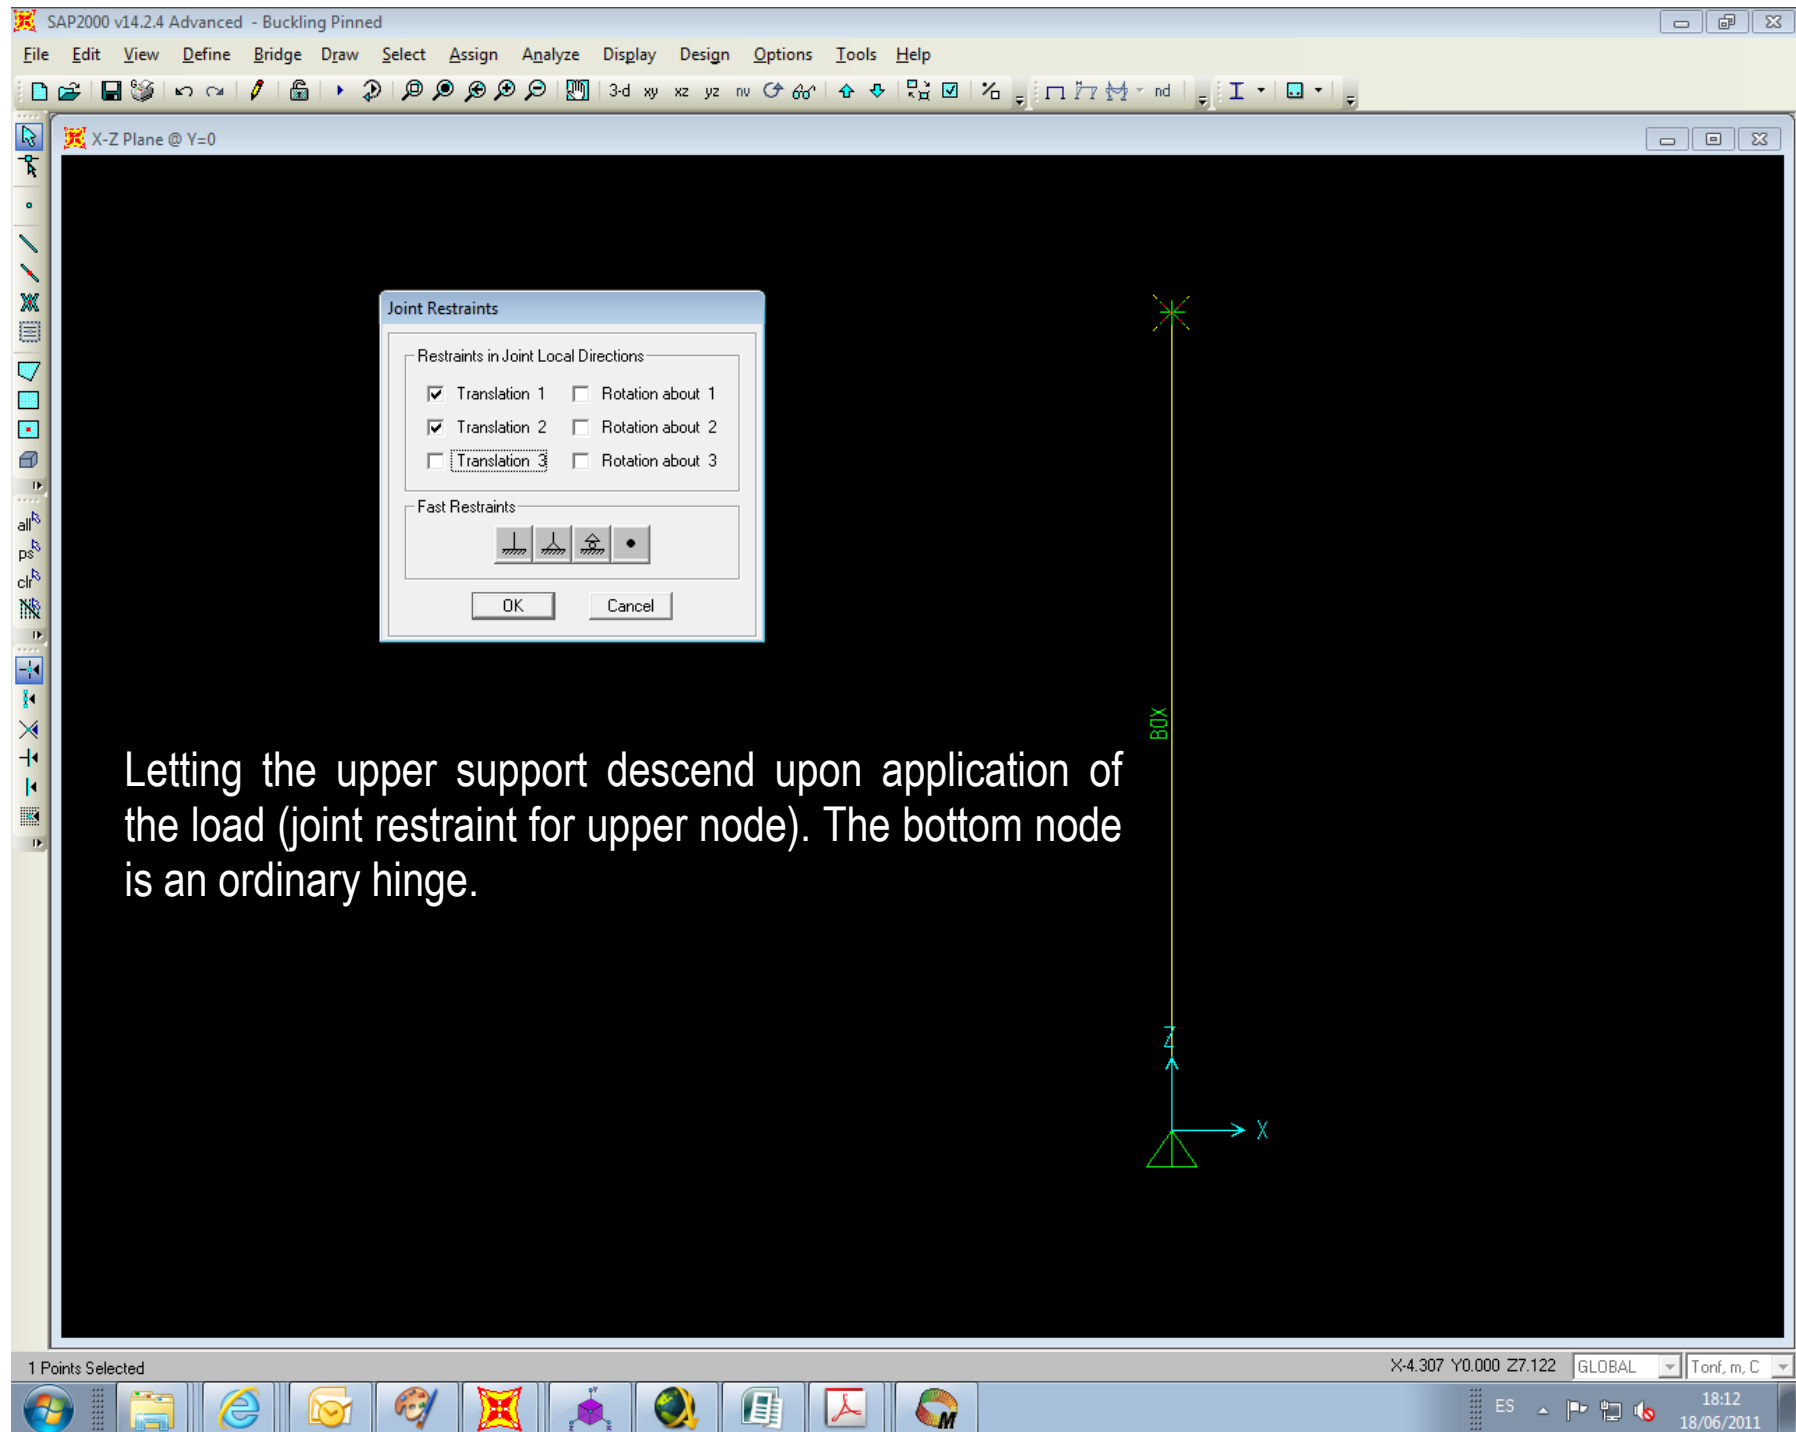 SAP2000 v14.2.4 Advanced - Buckling Pinned
File Edit View Define Bridge Draw Select Assign Analyze Display Design Options Tools Help
3-d xy xz yz nv nd
X-Z Plane @ Y=0
all
ps
clr
Joint Restraints
Restraints in Joint Local Directions
Translation 1 Rotation about 1
Translation 2 Rotation about 2
Translation 3 Rotation about 3
Fast Restraints
OK Cancel
BOX
Letting the upper support descend upon application of
the load (joint restraint for upper node). The bottom node
is an ordinary hinge.
Z
X
1 Points Selected
X-4.307 Y0.000 Z7.122 GLOBAL Tonf, m, C
ES 18:12
18/06/2011